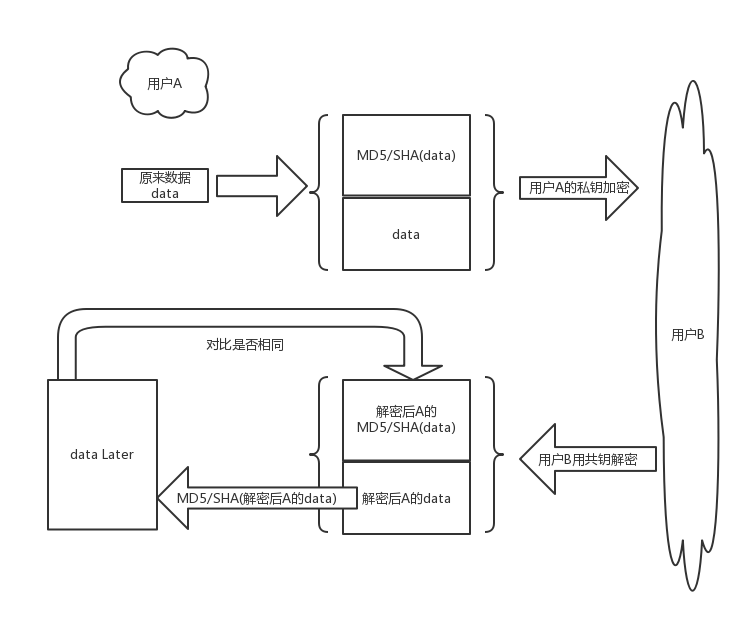 用户A
原来数据
data
MD5/SHA(data)
data
用户A的私钥加密
用户B
对比是否相同
data Later
解密后A的
MD5/SHA(data)
MD5/SHA(解密后A的data)
解密后A的data
用户B用共钥解密